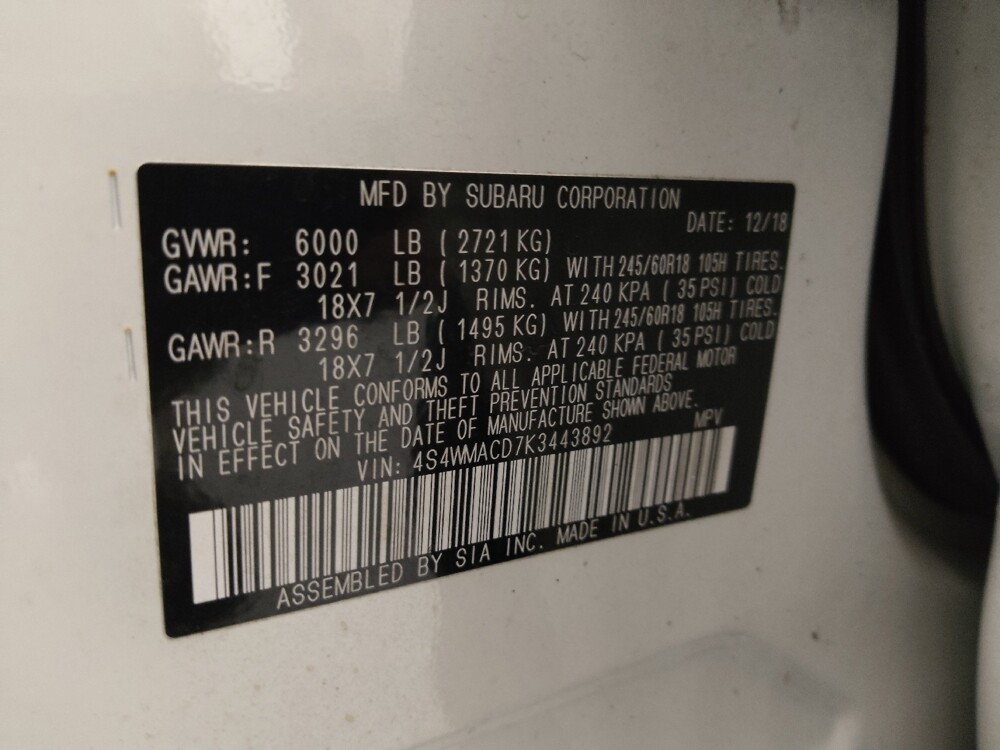 MFD BY SUBARU CORPORATION
DATE: 12/18
GVWR: 6000 LB ( 2721 KG)
GAWR:F 3021 LB ( 1370 KG) WITH 245/60R18 105H TIRES.
18X7 1/2J RIMS. AT 240 KPA ( 35 PSI) COLD
GAWR:R 3296 LB ( 1495 KG) WITH 245/60R18 105H TIRES.
18X7 1/2J RIMS. AT 240 KPA ( 35 PSI) COLD
THIS VEHICLE CONFORMS TO ALL APPLICABLE FEDERAL MOTOR
VEHICLE SAFETY AND THEFT PREVENTION STANDARDS
IN EFFECT ON THE DATE OF MANUFACTURE SHOWN ABOVE.
VIN: 4S4WMACD7K3443892 MPV
ASSEMBLED BY SIA INC. MADE IN U.S.A.